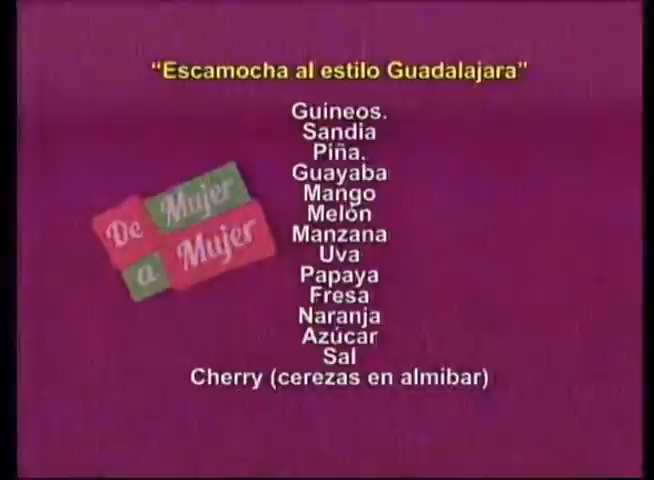 “Escamocha al estilo Guadalajara”
Guineos.
Sandia
Piña.
Guayaba
Mango
Melón
Manzana
Uva
Papaya
Fresa
Naranja
Azúcar
Sal
Cherry (cerezas en almibar)
De Mujer
a Mujer